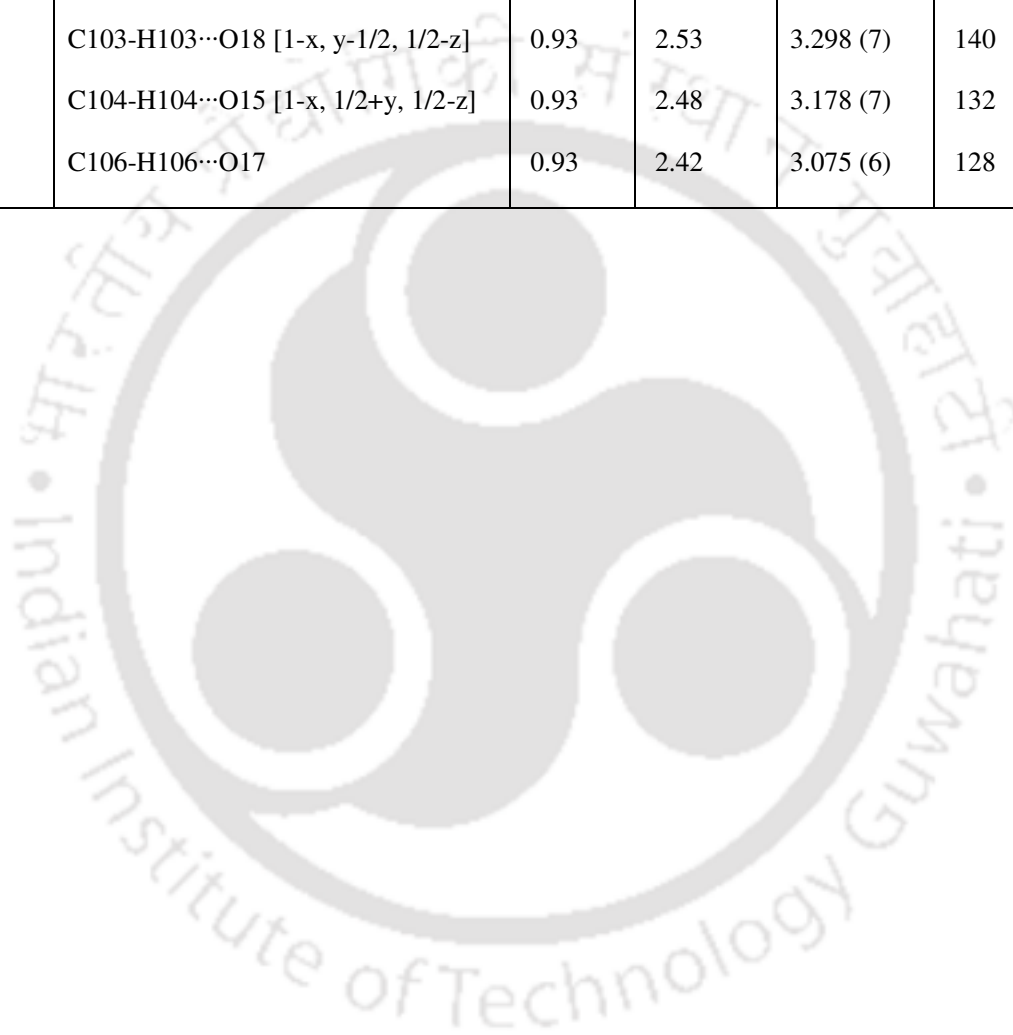 C103-H103···O18 [1-x, y-1/2, 1/2-z] 0.93 2.53 3.298 (7) 140
C104-H104···O15 [1-x, 1/2+y, 1/2-z] 0.93 2.48 3.178 (7) 132
C106-H106···O17 0.93 2.42 3.075 (6) 128
भारतीय प्रौद्योगिकी संस्थान गुवाहाटी
Indian Institute of Technology Guwahati